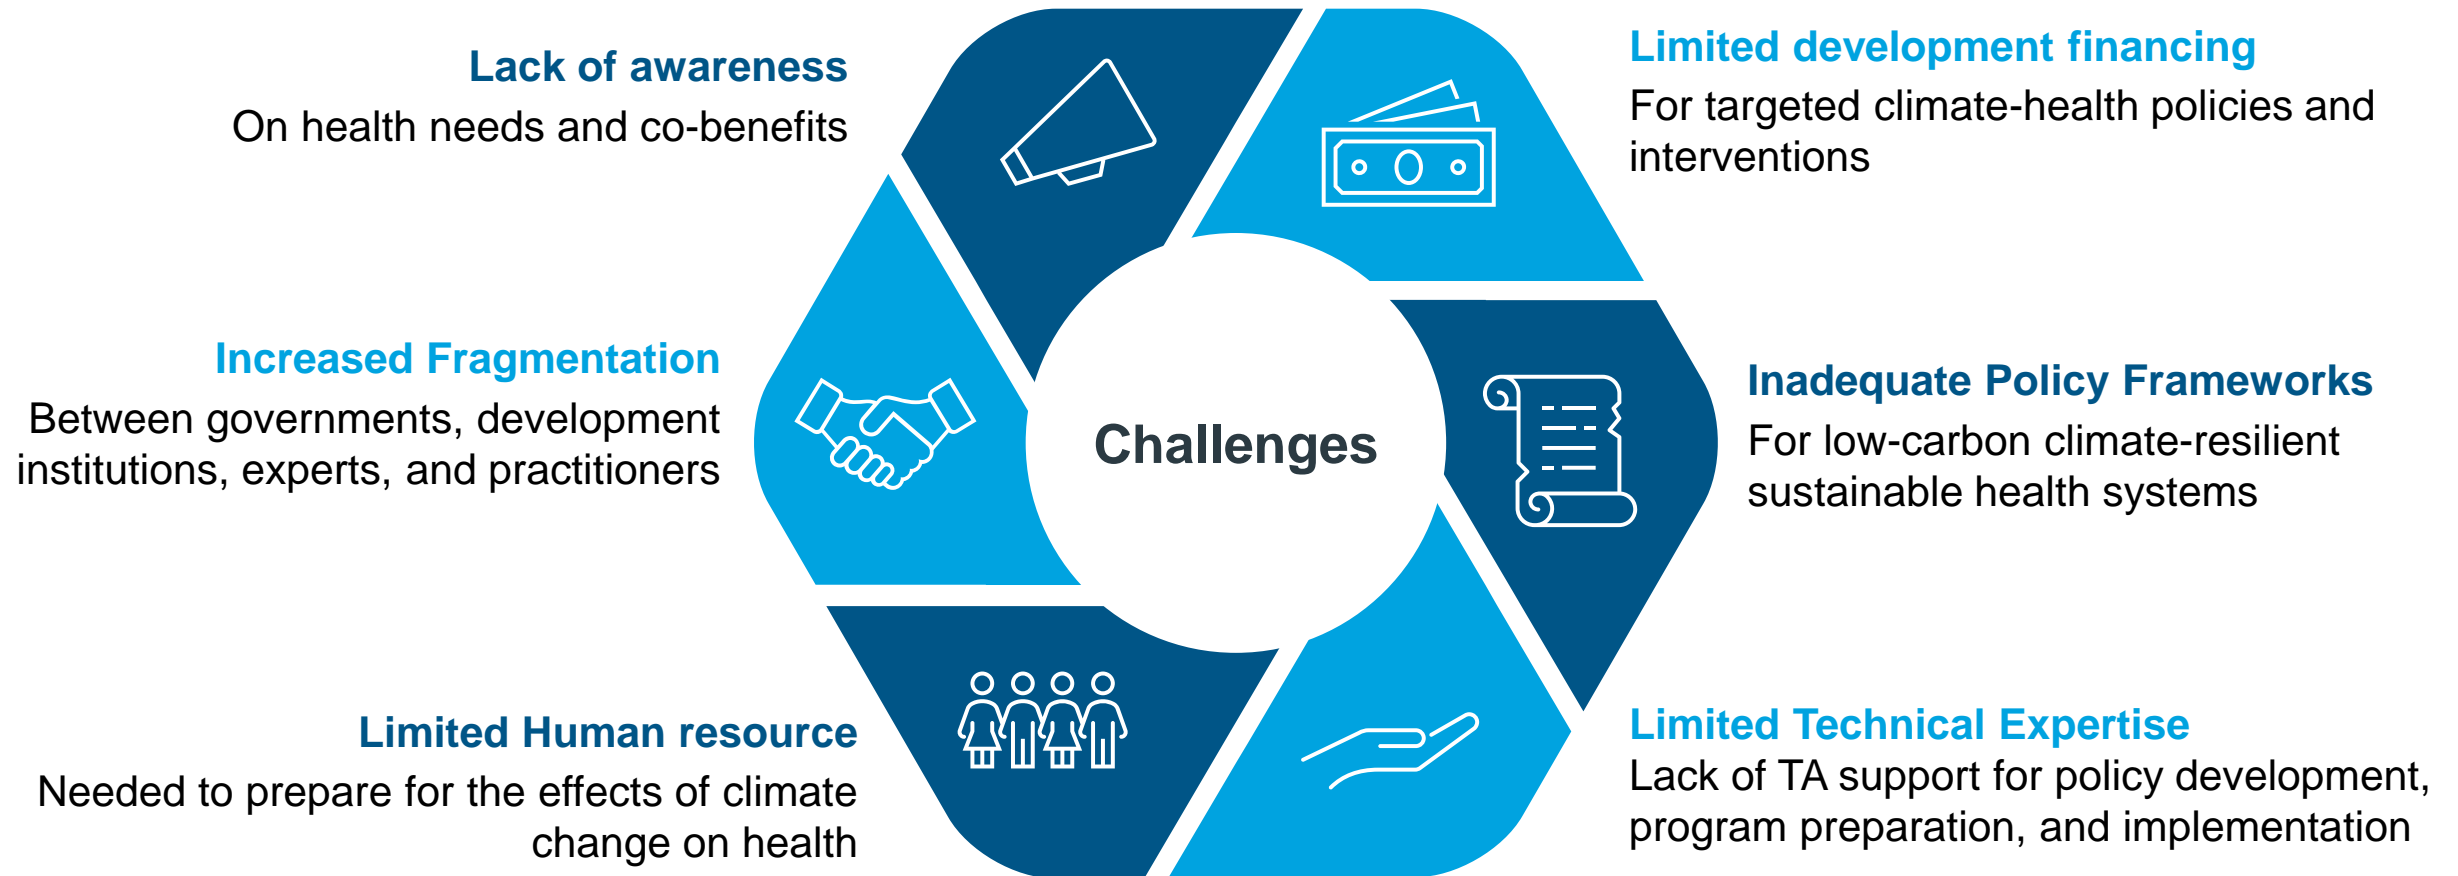 Lack of awareness
On health needs and co-benefits
Limited development financing
For targeted climate-health policies and
interventions
Increased Fragmentation
Between governments, development
institutions, experts, and practitioners
Challenges
Inadequate Policy Frameworks
For low-carbon climate-resilient
sustainable health systems
Limited Human resource
Needed to prepare for the effects of climate
change on health
Limited Technical Expertise
Lack of TA support for policy development,
program preparation, and implementation